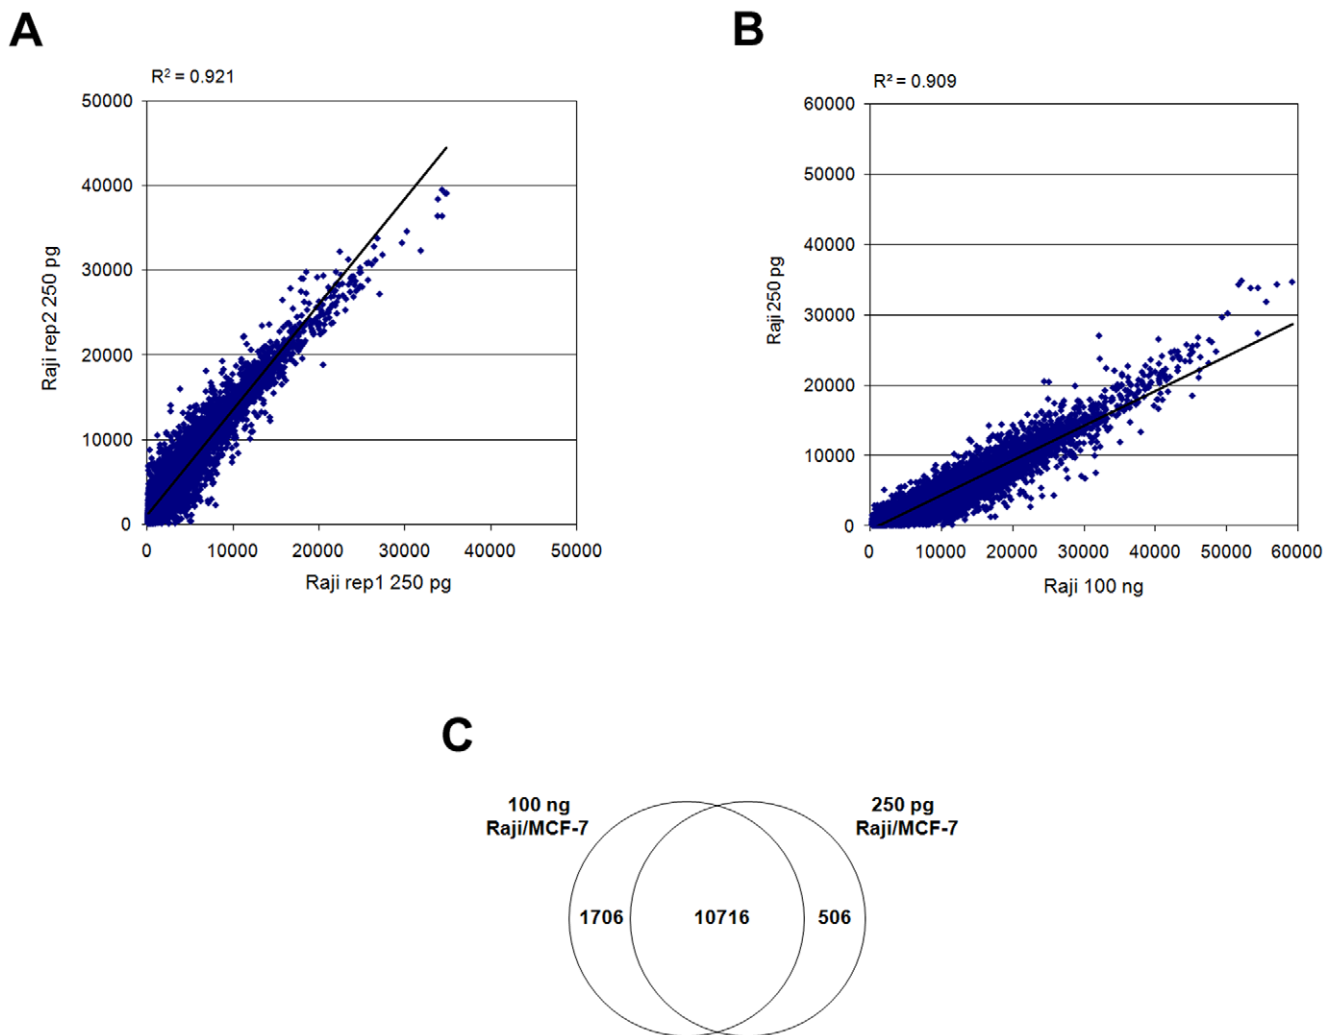 A
B
R² = 0.921
R² = 0.909
50000
40000
30000
20000
10000
0
Raji rep2 250 pg
0 10000 20000 30000 40000 50000
Raji rep1 250 pg
60000
50000
40000
30000
20000
10000
0
Raji 250 pg
0 10000 20000 30000 40000 50000 60000
Raji 100 ng
C
100 ng
Raji/MCF-7
250 pg
Raji/MCF-7
1706 10716 506